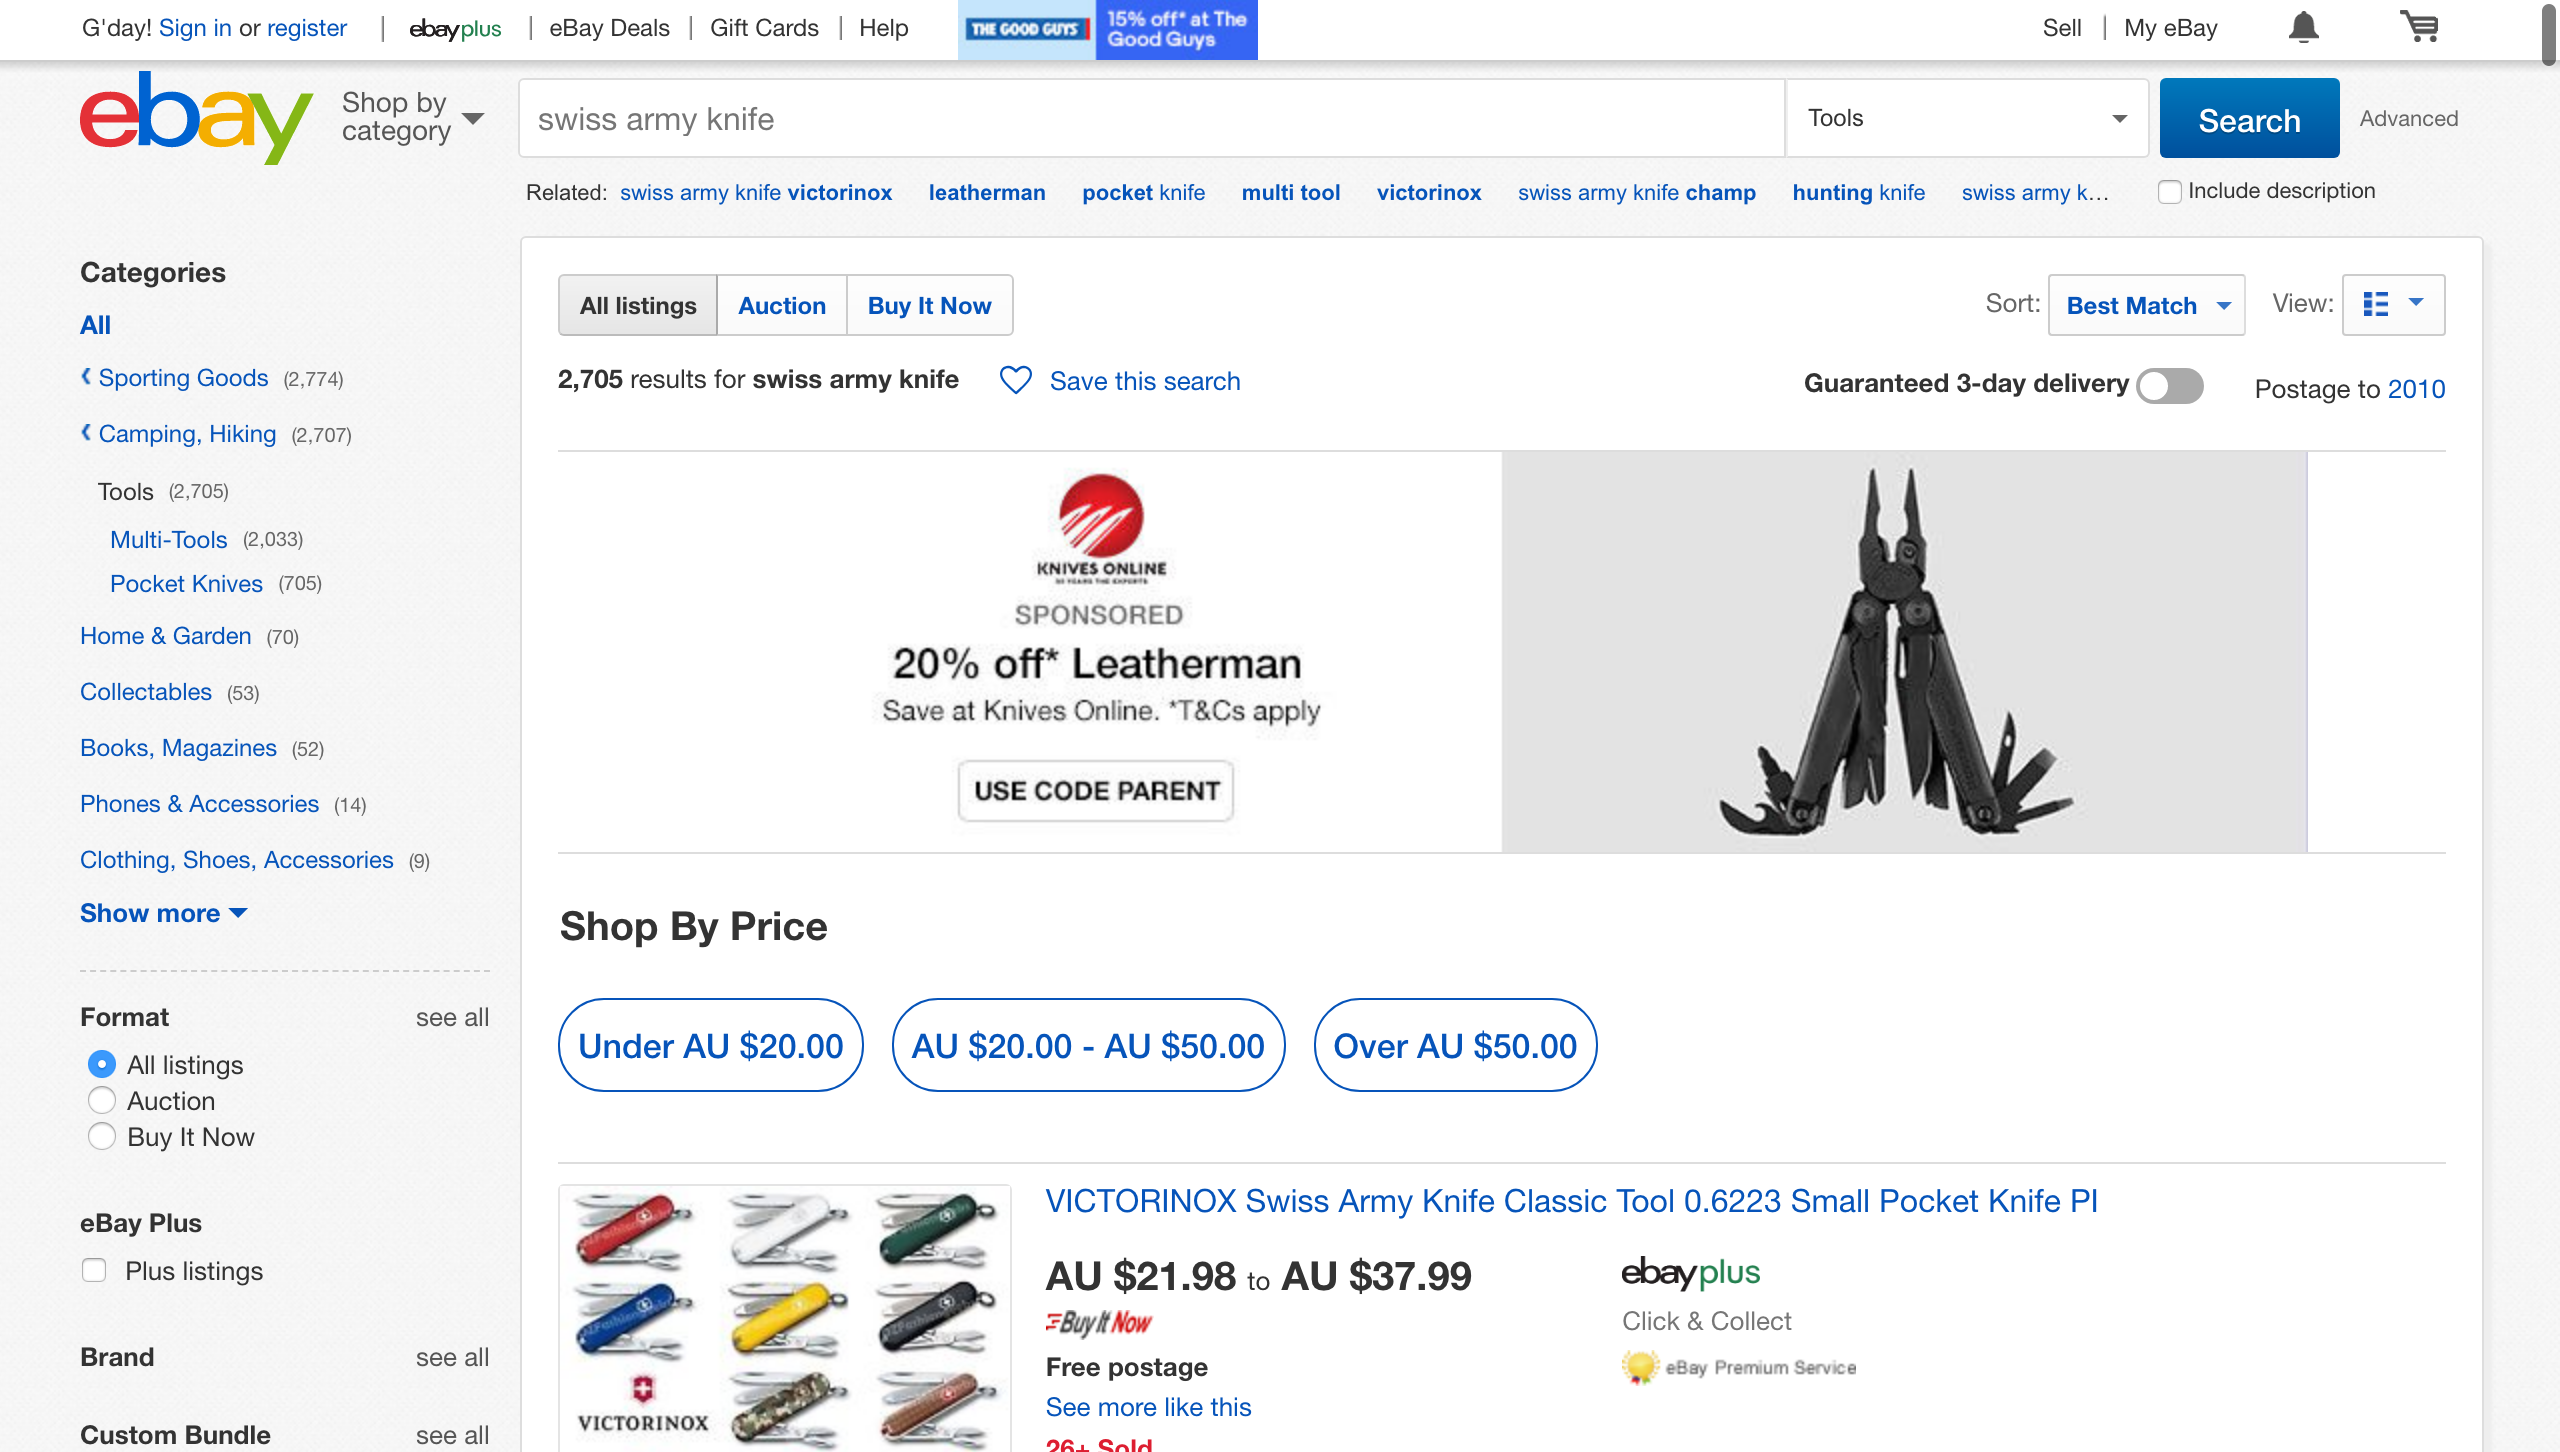 G'day! Sign in or register | ebayplus | eBay Deals | Gift Cards | Help
THE GOOD GUYS
15% off* at The
Good Guys
Sell | My eBay
ebay
Shop by
category
swiss army knife
Tools
Search
Advanced
Related: swiss army knife victorinox leatherman pocket knife multi tool victorinox swiss army knife champ hunting knife swiss army k...
Include description
Categories
All
Sporting Goods (2,774)
Camping, Hiking (2,707)
Tools (2,705)
Multi-Tools (2,033)
Pocket Knives (705)
Home & Garden (70)
Collectables (53)
Books, Magazines (52)
Phones & Accessories (14)
Clothing, Shoes, Accessories (9)
Show more
Format see all
All listings
Auction
Buy It Now
eBay Plus
Plus listings
Brand see all
Custom Bundle see all
All listings Auction Buy It Now
Sort: Best Match View:
2,705 results for swiss army knife Save this search
Guaranteed 3-day delivery Postage to 2010
KNIVES ONLINE
50 YEARS THE EXPERTS
SPONSORED
20% off* Leatherman
Save at Knives Online. *T&Cs apply
USE CODE PARENT
Shop By Price
Under AU $20.00 AU $20.00 - AU $50.00 Over AU $50.00
VICTORINOX
VICTORINOX Swiss Army Knife Classic Tool 0.6223 Small Pocket Knife PI
AU $21.98 to AU $37.99
Buy It Now
Free postage
See more like this
26+ Sold
ebayplus
Click & Collect
eBay Premium Service